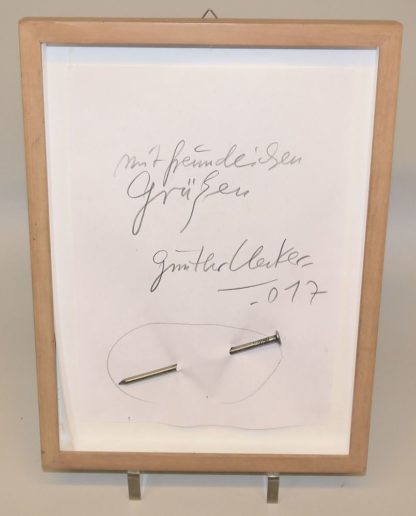 mit freundlichen
Grüßen
Günther Uecker
- 017